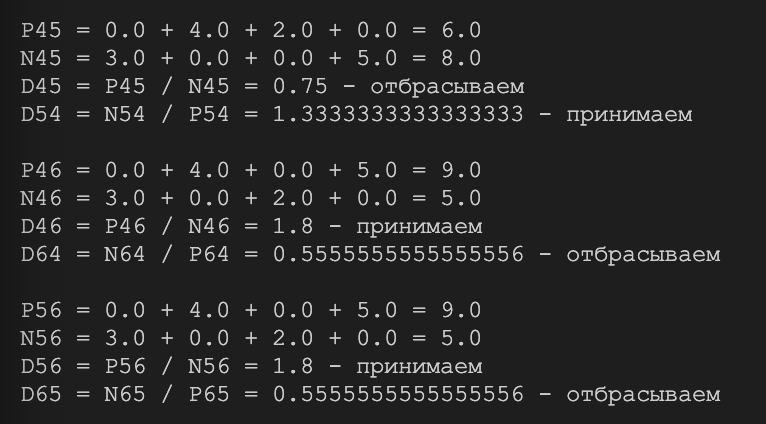 P45 = 0.0 + 4.0 + 2.0 + 0.0 = 6.0
N45 = 3.0 + 0.0 + 0.0 + 5.0 = 8.0
D45 = P45 / N45 = 0.75 - отбрасываем
D54 = N54 / P54 = 1.3333333333333333 - принимаем
P46 = 0.0 + 4.0 + 0.0 + 5.0 = 9.0
N46 = 3.0 + 0.0 + 2.0 + 0.0 = 5.0
D46 = P46 / N46 = 1.8 - принимаем
D64 = N64 / P64 = 0.5555555555555556 - отбрасываем
P56 = 0.0 + 4.0 + 0.0 + 5.0 = 9.0
N56 = 3.0 + 0.0 + 2.0 + 0.0 = 5.0
D56 = P56 / N56 = 1.8 - принимаем
D65 = N65 / P65 = 0.5555555555555556 - отбрасываем